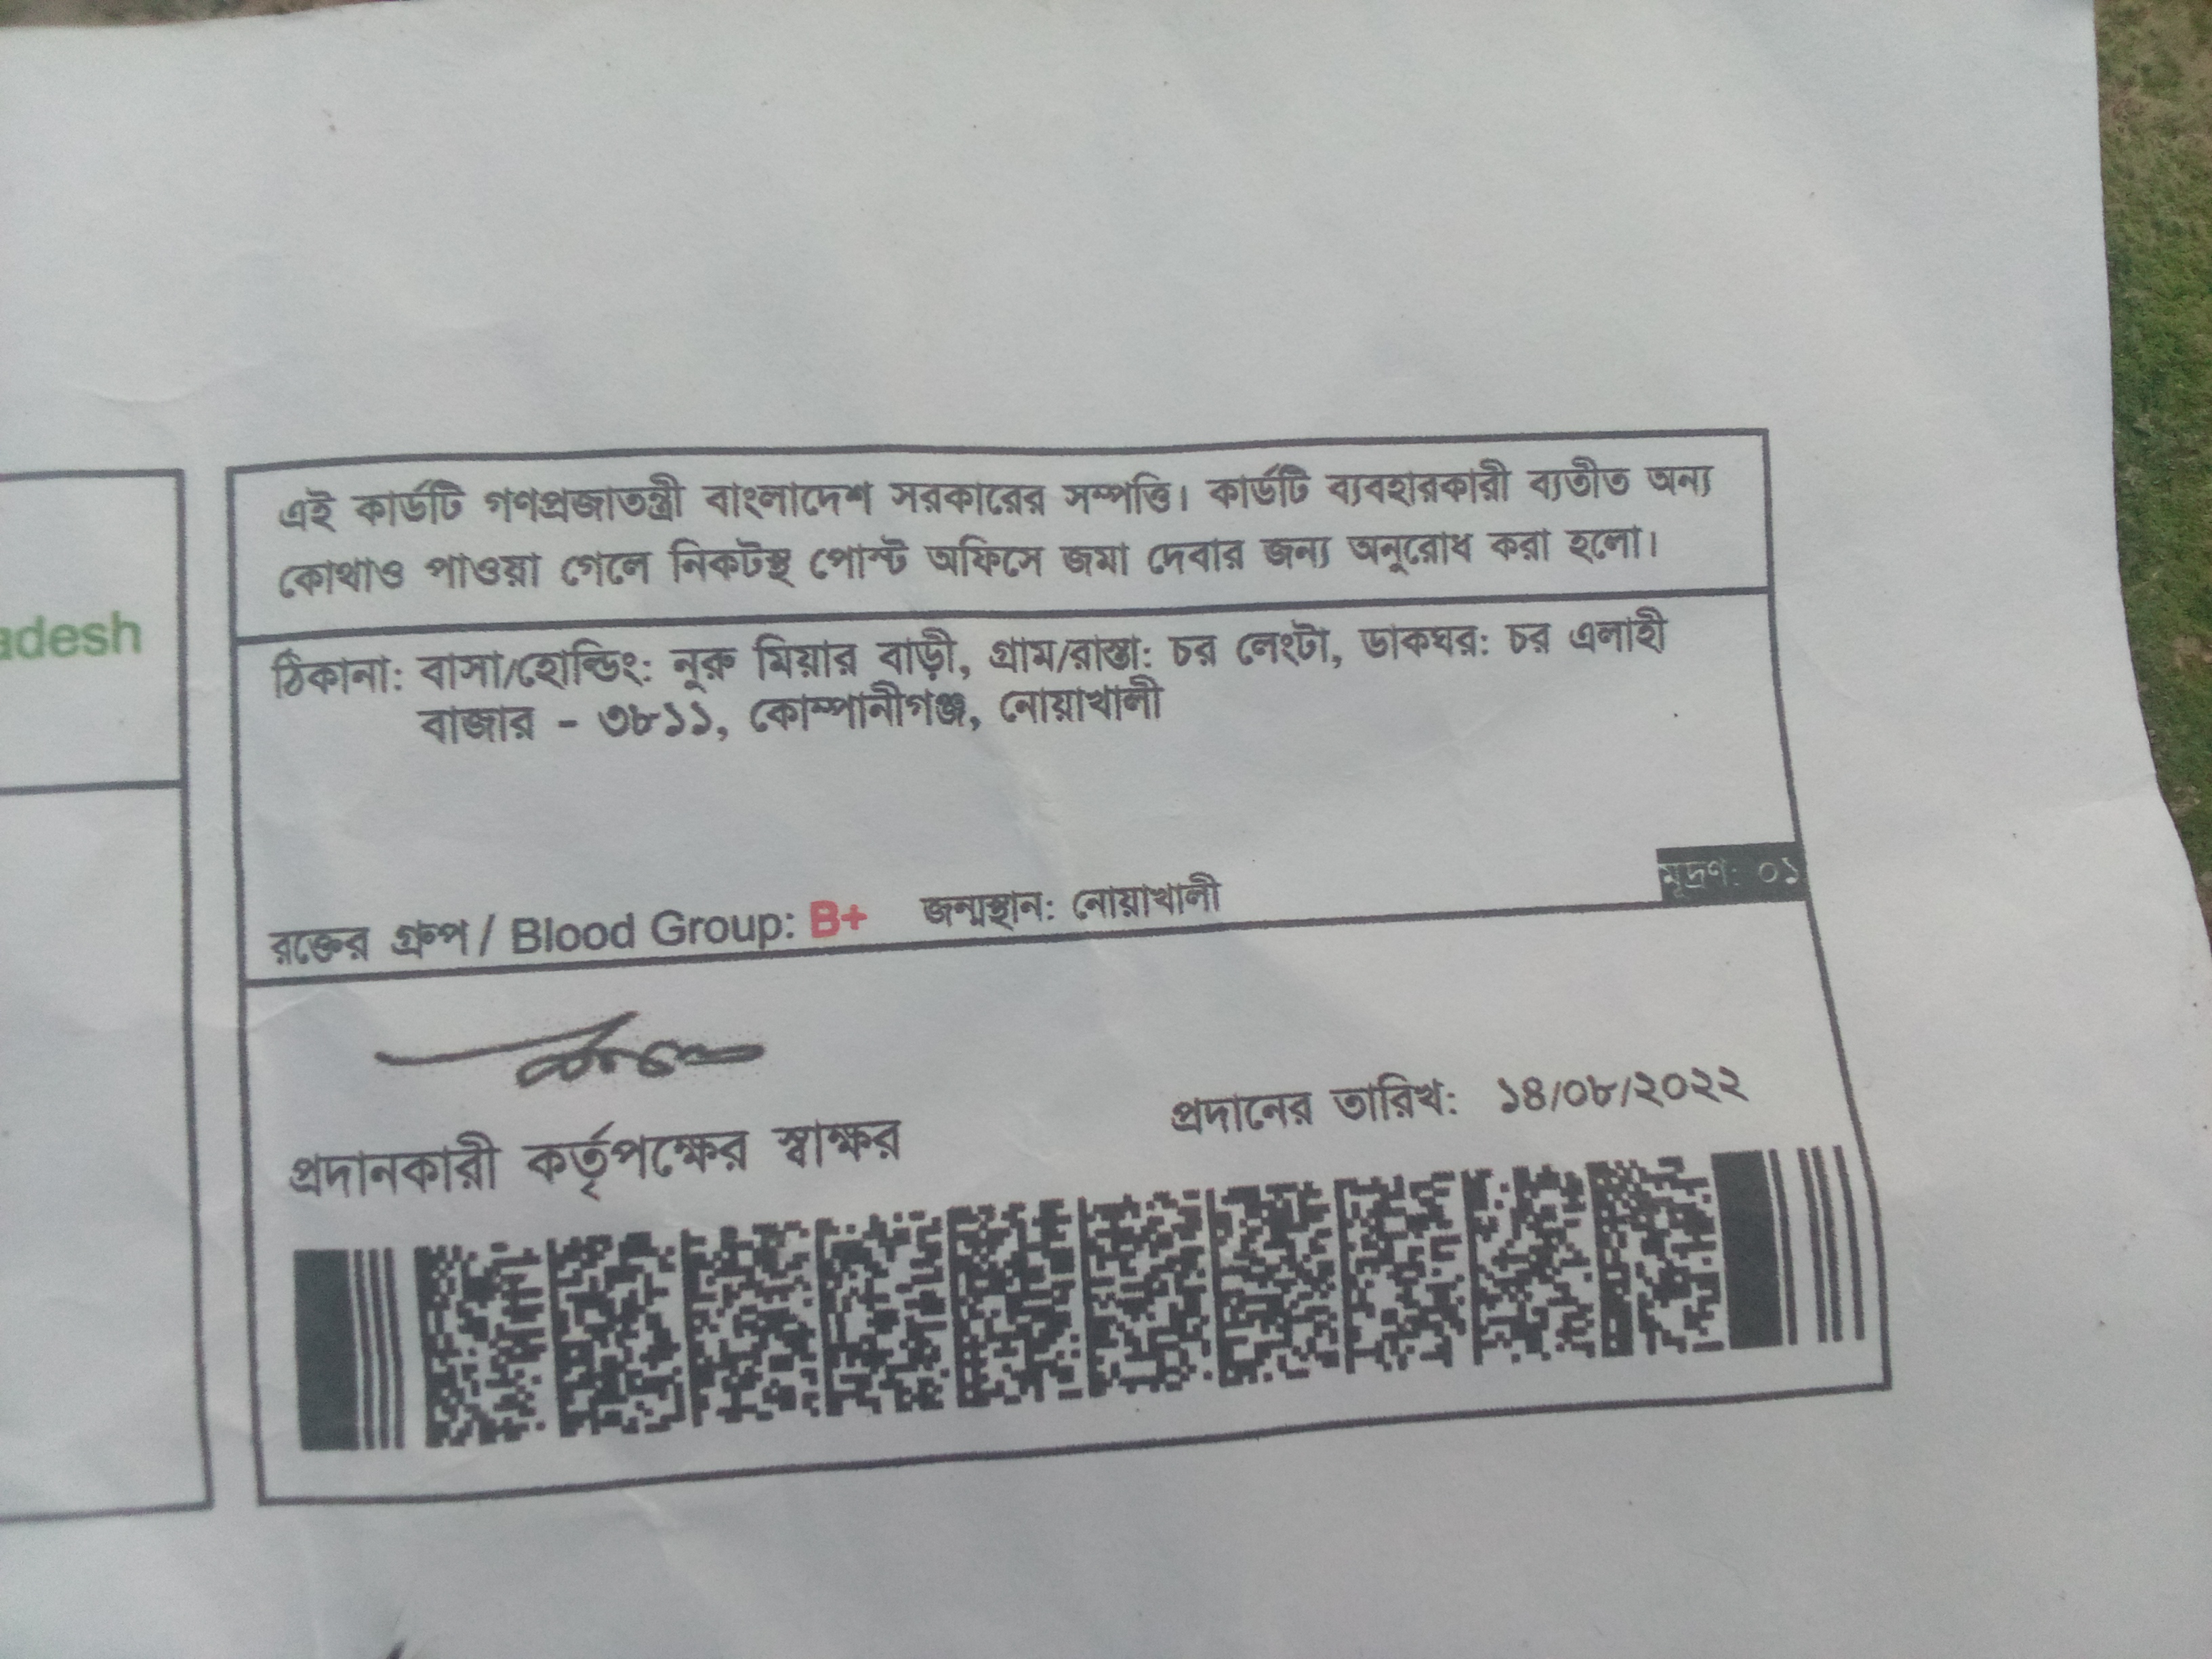 adesh
এই কার্ডটি গণপ্রজাতন্ত্রী বাংলাদেশ সরকারের সম্পত্তি। কার্ডটি ব্যবহারকারী ব্যতীত অন্য
কোথাও পাওয়া গেলে নিকটস্থ পোস্ট অফিসে জমা দেবার জন্য অনুরোধ করা হলো।
ঠিকানা: বাসা/হোল্ডিং: নুরু মিয়ার বাড়ী, গ্রাম/রাস্তা: চর লেংটা, ডাকঘর: চর এলাহী
বাজার - ৩৮১১, কোম্পানীগঞ্জ, নোয়াখালী
রক্তের গ্রুপ / Blood Group: B+ জন্মস্থান: নোয়াখালী
মুদ্রণ: ০১
প্রদানকারী কর্তৃপক্ষের স্বাক্ষর
প্রদানের তারিখ: ১৪/০৮/২০২২